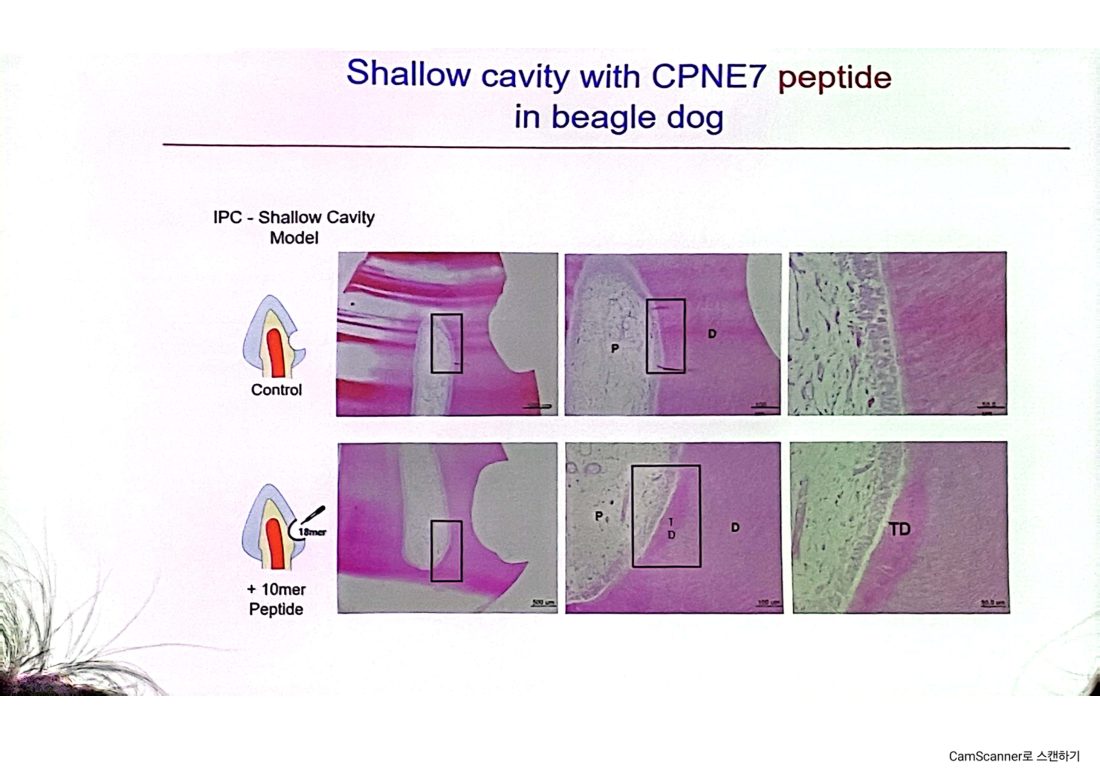 Shallow cavity with CPNE7 peptide
in beagle dog
IPC - Shallow Cavity
Model
Control
P
D
18mer
+ 10mer
Peptide
P
T
D
D
TD
500 um
100 um
50.0 um
CamScanner로 스캔하기